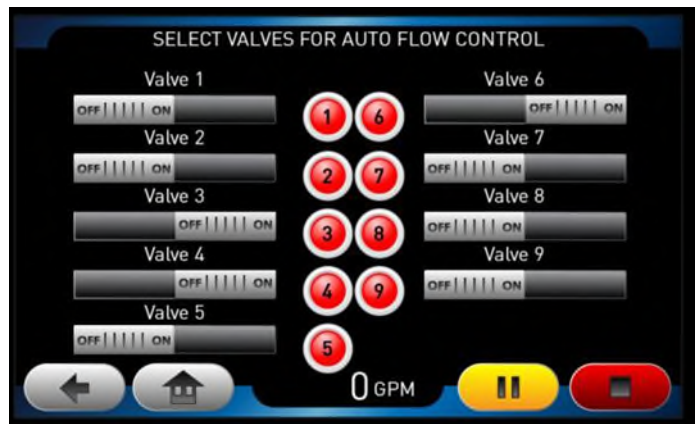 SELECT VALVES FOR AUTO FLOW CONTROL
Valve 1
OFF ON
Valve 2
OFF ON
Valve 3
OFF ON
Valve 4
OFF ON
Valve 5
OFF ON
1 6
2 7
3 8
4 9
5
Valve 6
OFF ON
Valve 7
OFF ON
Valve 8
OFF ON
Valve 9
OFF ON
0 GPM